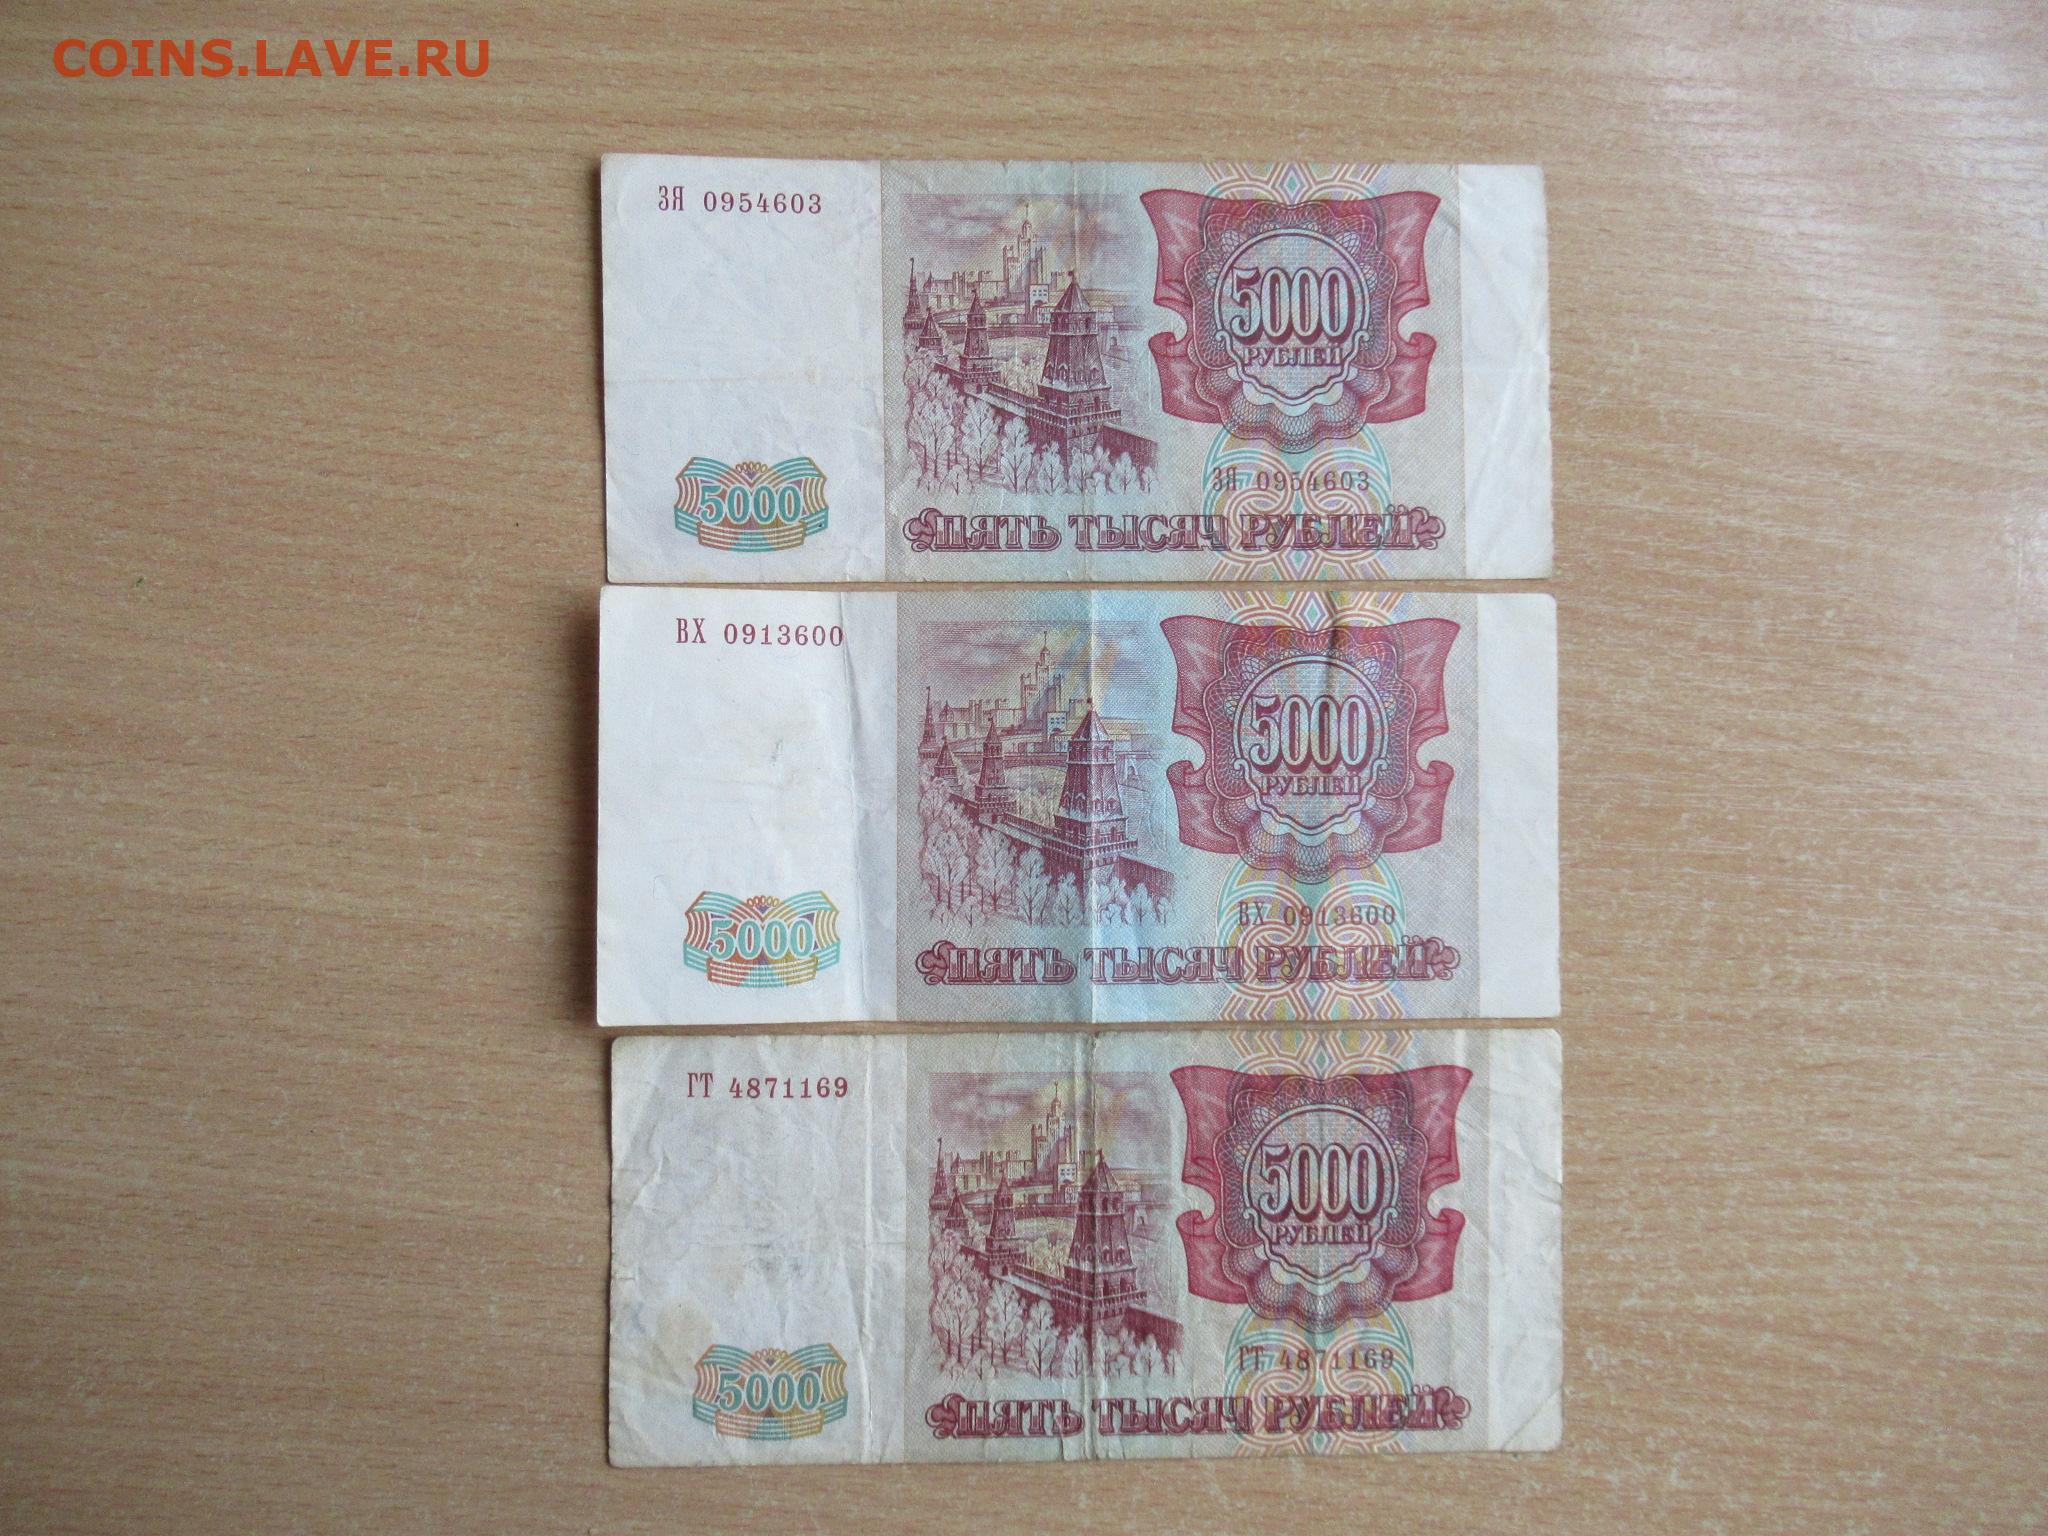 COINS.LAVE.RU
ЗЯ 0954603
5000
РУБЛЕЙ
ЗЯ 0954603
5000
ПЯТЬ ТЫСЯЧ РУБЛЕЙ
ВХ 0913600
5000
РУБЛЕЙ
ВХ 0913600
5000
ПЯТЬ ТЫСЯЧ РУБЛЕЙ
ГТ 4871169
5000
РУБЛЕЙ
ГТ 4871169
5000
ПЯТЬ ТЫСЯЧ РУБЛЕЙ